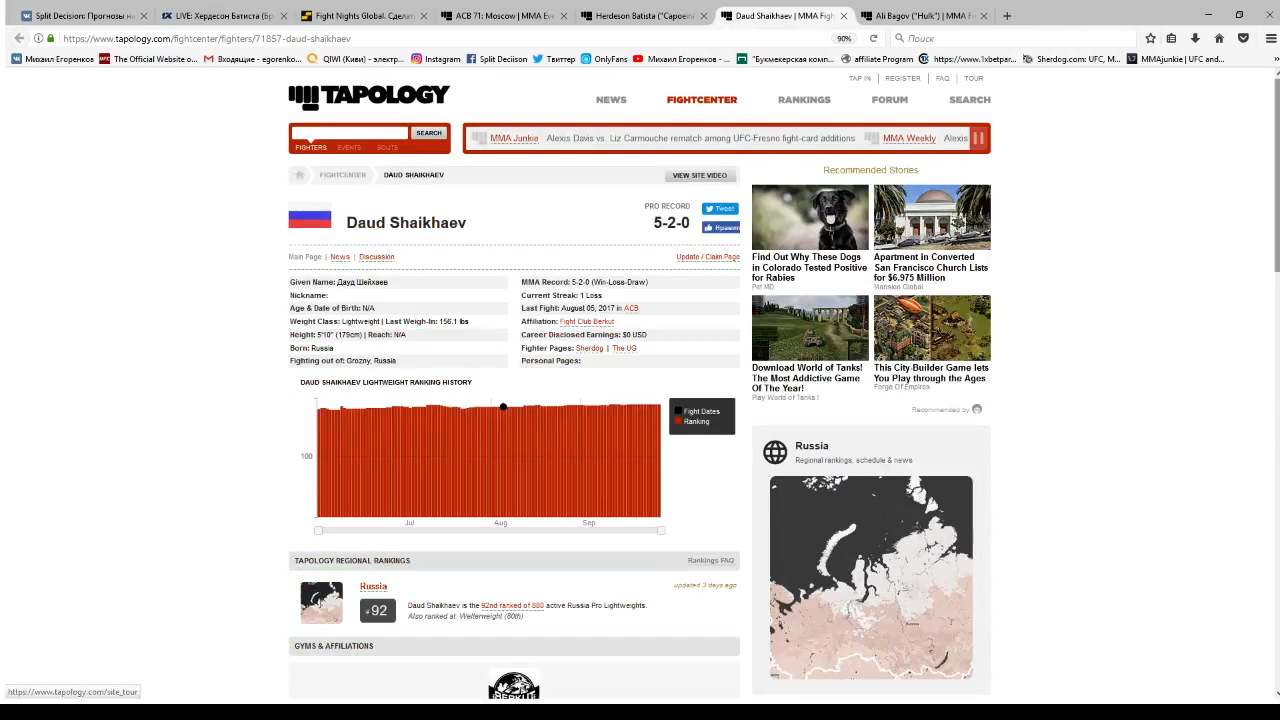 Split Decision: Прогнозы на
LIVE: Хердесон Батиста (Бра
Fight Nights Global. Сделат
ACB 71: Moscow | MMA Eve
Herdeson Batista ("Capoeir
Daud Shaikhaev | MMA Figh
Ali Bagov ("Hulk") | MMA Fi
https://www.tapology.com/fightcenter/fighters/71857-daud-shaikhaev
90%
Поиск
Михаил Егоренков
The Official Website o...
Входящие - egorenko...
QIWI (Киви) - электр...
Instagram
Split Deciison
Твиттер
OnlyFans
Михаил Егоренков - ...
"Букмекерская комп...
affiliate Program
https://www.1xbetpar...
Sherdog.com: UFC, M...
MMAjunkie | UFC and...
TAP IN | REGISTER | FAQ | TOUR
TAPOLOGY
NEWS FIGHTCENTER RANKINGS FORUM SEARCH
SEARCH
FIGHTERS EVENTS BOUTS
MMA Junkie Alexis Davis vs. Liz Carmouche rematch among UFC-Fresno fight-card additions MMA Weekly Alexis
FIGHTCENTER DAUD SHAIKHAEV
VIEW SITE VIDEO
Daud Shaikhaev
PRO RECORD
5-2-0
Tweet
Нравится
Main Page | News | Discussion
Update / Claim Page
Given Name: Дауд Шейхаев
Nickname:
Age & Date of Birth: N/A
Weight Class: Lightweight | Last Weigh-In: 156.1 lbs
Height: 5'10" (179cm) | Reach: N/A
Born: Russia
Fighting out of: Grozny, Russia
MMA Record: 5-2-0 (Win-Loss-Draw)
Current Streak: 1 Loss
Last Fight: August 05, 2017 in ACB
Affiliation: Fight Club Berkut
Career Disclosed Earnings: $0 USD
Fighter Pages: Sherdog | The UG
Personal Pages:
DAUD SHAIKHAEV LIGHTWEIGHT RANKING HISTORY
100
Jul Aug Sep
Fight Dates
Ranking
TAPOLOGY REGIONAL RANKINGS
Rankings FAQ
Russia
updated 3 days ago
#92
Daud Shaikhaev is the 92nd ranked of 880 active Russia Pro Lightweights.
Also ranked at: Welterweight (80th)
GYMS & AFFILIATIONS
BERKUT
Recommended Stories
Find Out Why These Dogs
in Colorado Tested Positive
for Rabies
Pet MD
Apartment in Converted
San Francisco Church Lists
for $6.975 Million
Mansion Global
Download World of Tanks!
The Most Addictive Game
Of The Year!
Play World of Tanks !
This City-Builder Game lets
You Play through the Ages
Forge Of Empires
Recommended by
Russia
Regional rankings, schedule & news
Russia
https://www.tapology.com/site_tour